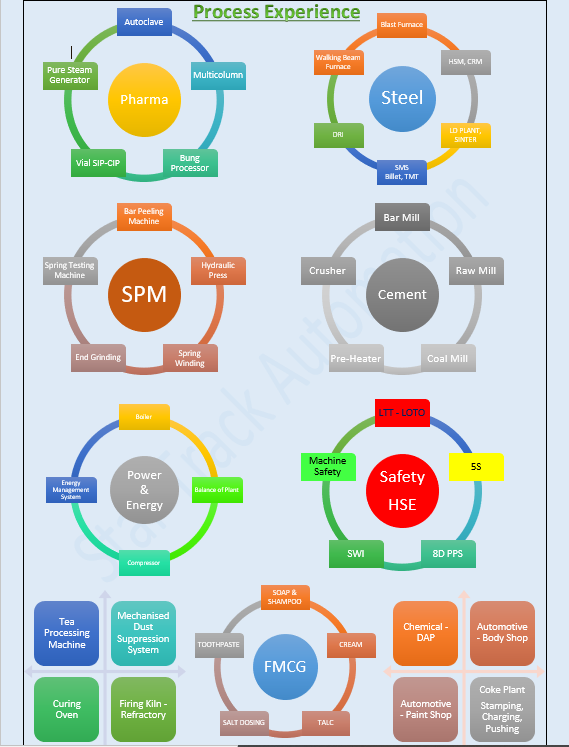 Process Experience
Autoclave
Pure Steam
Generator
Multicolumn
Pharma
Vial SIP-CIP
Bung
Processor
Blast Furnace
Walking Beam
Furnace
HSM, CRM
Steel
DRI
LD PLANT,
SINTER
SMS
Billet, TMT
Bar Peeling
Machine
Spring Testing
Machine
Hydraulic
Press
SPM
End Grinding
Spring
Winding
Bar Mill
Crusher
Raw Mill
Cement
Pre-Heater
Coal Mill
Boiler
Energy
Management
System
Power
&
Energy
Balance of Plant
Compressor
LTT - LOTO
Machine
Safety
5S
Safety
HSE
SWI
8D PPS
Tea
Processing
Machine
Mechanised
Dust
Suppression
System
Curing
Oven
Firing Kiln -
Refractory
SOAP &
SHAMPOO
TOOTHPASTE
CREAM
FMCG
SALT DOSING
TALC
Chemical -
DAP
Automotive
- Body Shop
Automotive
- Paint Shop
Coke Plant
Stamping,
Charging,
Pushing
Automation